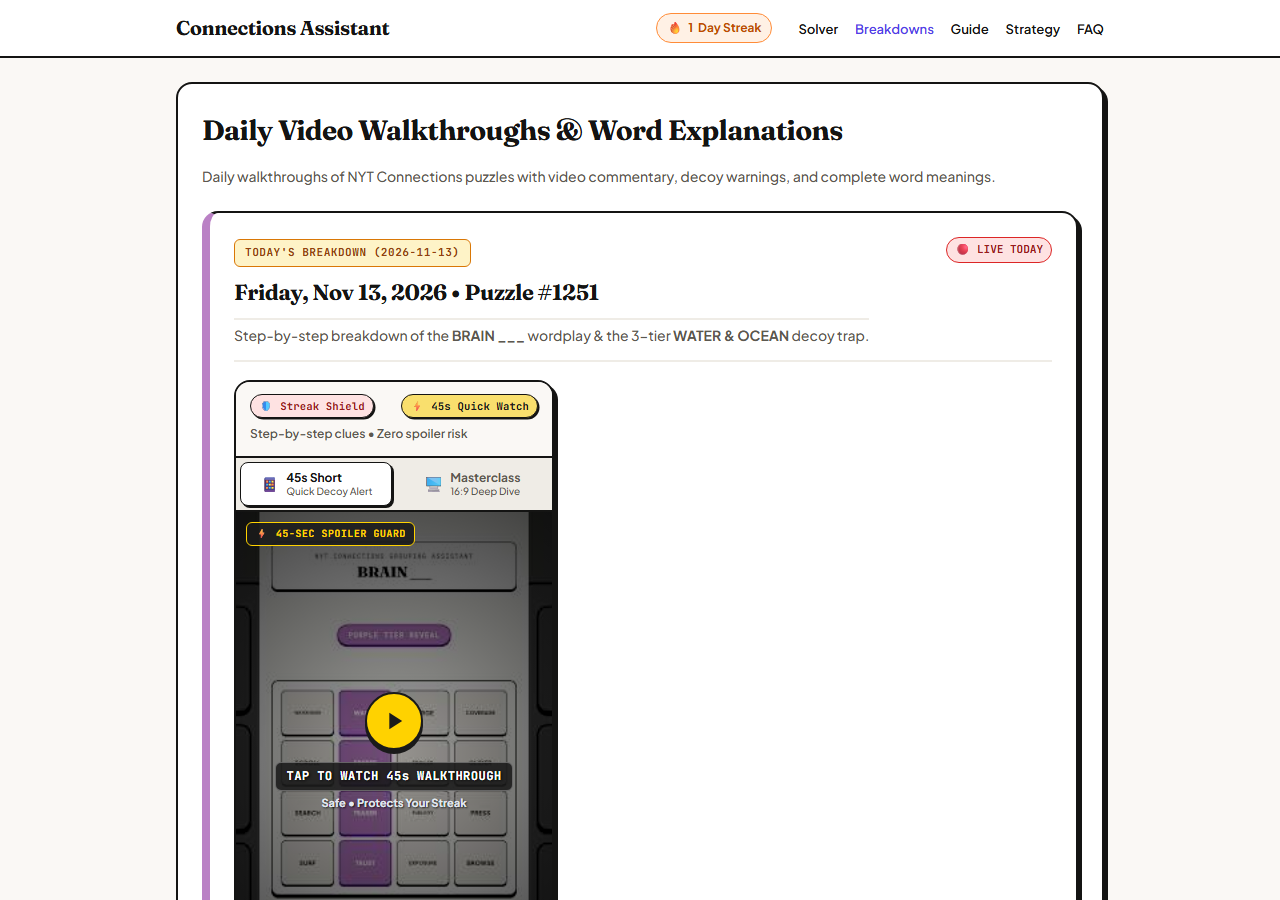 Connections Assistant
1 Day Streak
Solver Breakdowns Guide Strategy FAQ
Daily Video Walkthroughs & Word Explanations
Daily walkthroughs of NYT Connections puzzles with video commentary, decoy warnings, and complete word meanings.
TODAY'S BREAKDOWN (2026-11-13)
LIVE TODAY
Friday, Nov 13, 2026 • Puzzle #1251
Step-by-step breakdown of the BRAIN ___ wordplay & the 3-tier WATER & OCEAN decoy trap.
Streak Shield
45s Quick Watch
Step-by-step clues • Zero spoiler risk
45s Short
Quick Decoy Alert
Masterclass
16:9 Deep Dive
45-SEC SPOILER GUARD
NYT CONNECTIONS GROUPING ASSISTANT
BRAIN ___
PURPLE TIER REVEAL
COVERAGE
TAP TO WATCH 45s WALKTHROUGH
Safe • Protects Your Streak
SEARCH PRESS
SURF TRUST EXPOSURE BROWSE